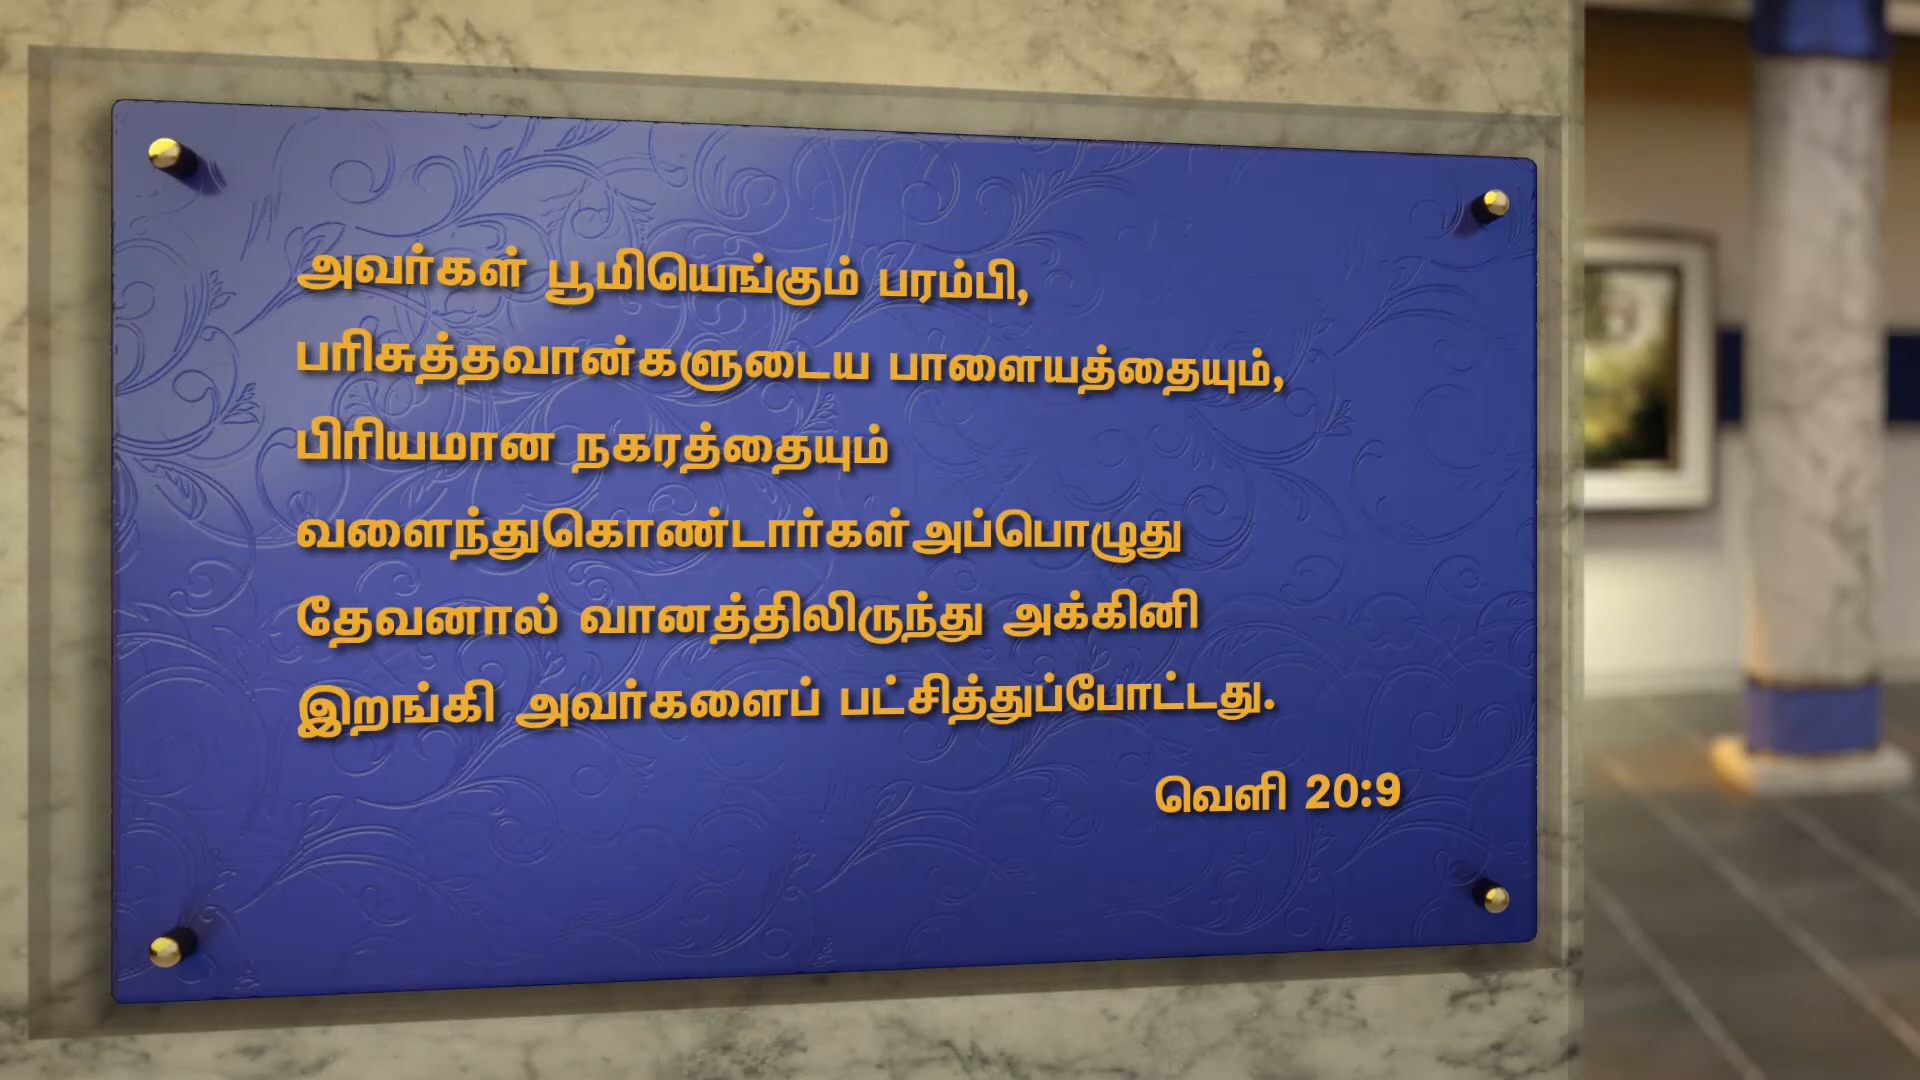 அவர்கள் பூமியெங்கும் பரம்பி,
பரிசுத்தவான்களுடைய பாளையத்தையும்,
பிரியமான நகரத்தையும்
வளைந்துகொண்டார்கள்அப்பொழுது
தேவனால் வானத்திலிருந்து அக்கினி
இறங்கி அவர்களைப் பட்சித்துப்போட்டது.
வெளி 20:9